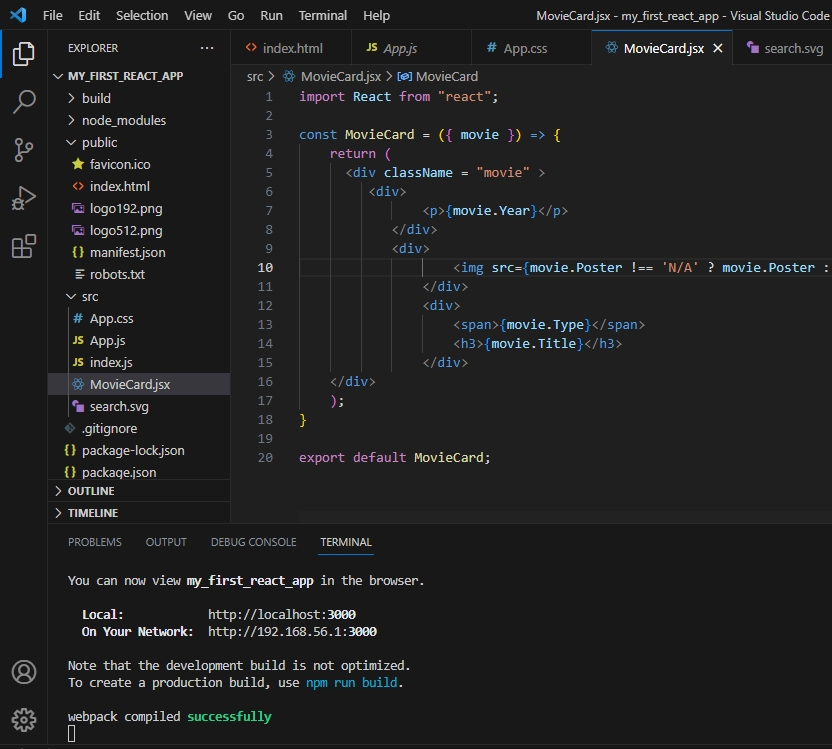 File Edit Selection View Go Run Terminal Help MovieCard.jsx - my_first_react_app - Visual Studio Code
EXPLORER ···
MY_FIRST_REACT_APP
build
node_modules
public
favicon.ico
<> index.html
logo192.png
logo512.png
{} manifest.json
robots.txt
src
# App.css
JS App.js
JS index.js
MovieCard.jsx
search.svg
.gitignore
{} package-lock.json
{} package.json
OUTLINE
TIMELINE
<> index.html JS App.js # App.css MovieCard.jsx search.svg
src > MovieCard.jsx > MovieCard
1 import React from "react";
2
3 const MovieCard = ({ movie }) => {
4 return (
5 <div className = "movie" >
6 <div>
7 <p>{movie.Year}</p>
8 </div>
9 <div>
10 <img src={movie.Poster !== 'N/A' ? movie.Poster :
11 </div>
12 <div>
13 <span>{movie.Type}</span>
14 <h3>{movie.Title}</h3>
15 </div>
16 </div>
17 );
18 }
19
20 export default MovieCard;
PROBLEMS OUTPUT DEBUG CONSOLE TERMINAL
You can now view my_first_react_app in the browser.
Local: http://localhost:3000
On Your Network: http://192.168.56.1:3000
Note that the development build is not optimized.
To create a production build, use npm run build.
webpack compiled successfully